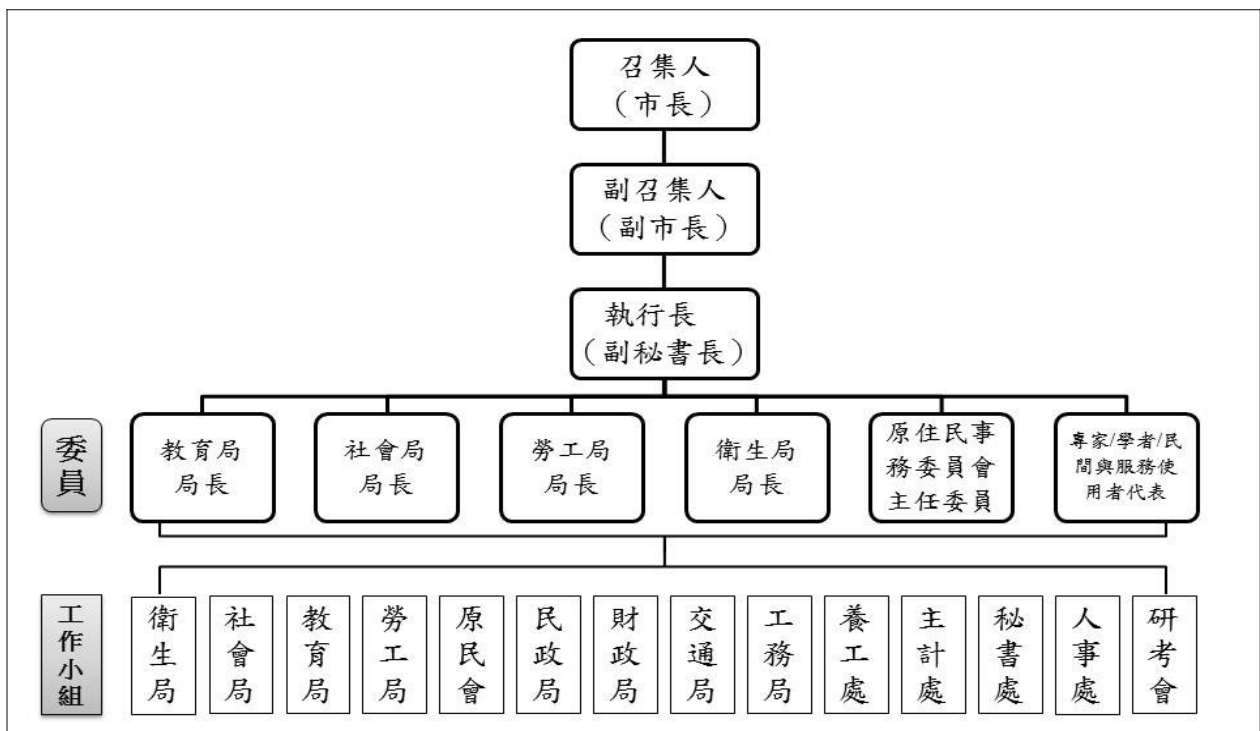 召集人
（市長）
副召集人
（副市長）
執行長
（副秘書長）
委員
教育局
局長
社會局
局長
勞工局
局長
衛生局
局長
原住民事
務委員會
主任委員
專家/學者/民
間與服務使
用者代表
工作小組
衛生局
社會局
教育局
勞工局
原民會
民政局
財政局
交通局
工務局
養工處
主計處
秘書處
人事處
研考會